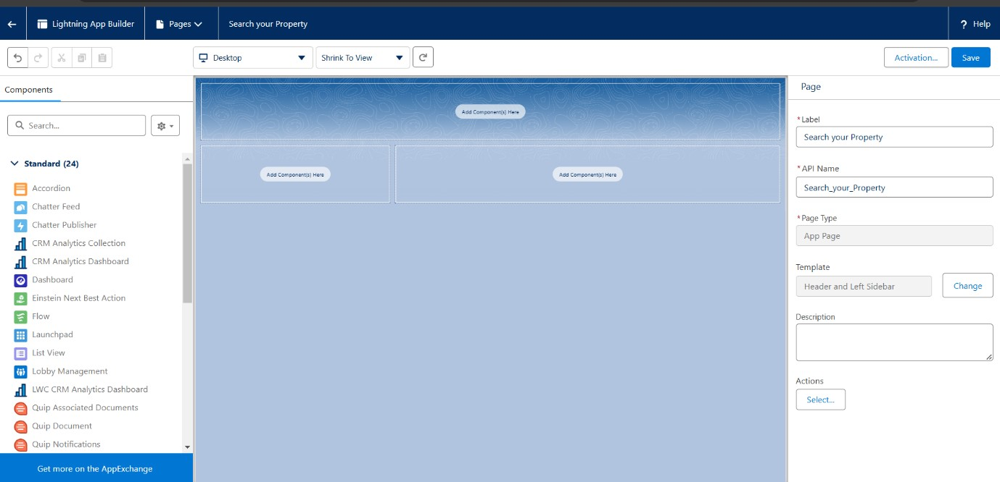 Lightning App Builder
Pages
Search your Property
? Help
Desktop
Shrink To View
Activation...
Save
Components
Search...
Standard (24)
Accordion
Chatter Feed
Chatter Publisher
CRM Analytics Collection
CRM Analytics Dashboard
Dashboard
Einstein Next Best Action
Flow
Launchpad
List View
Lobby Management
LWC CRM Analytics Dashboard
Quip Associated Documents
Quip Document
Quip Notifications
Get more on the AppExchange
Add Component(s) Here
Add Component(s) Here
Add Component(s) Here
Page
*Label
Search your Property
*API Name
Search_your_Property
*Page Type
App Page
Template
Header and Left Sidebar
Change
Description
Actions
Select...